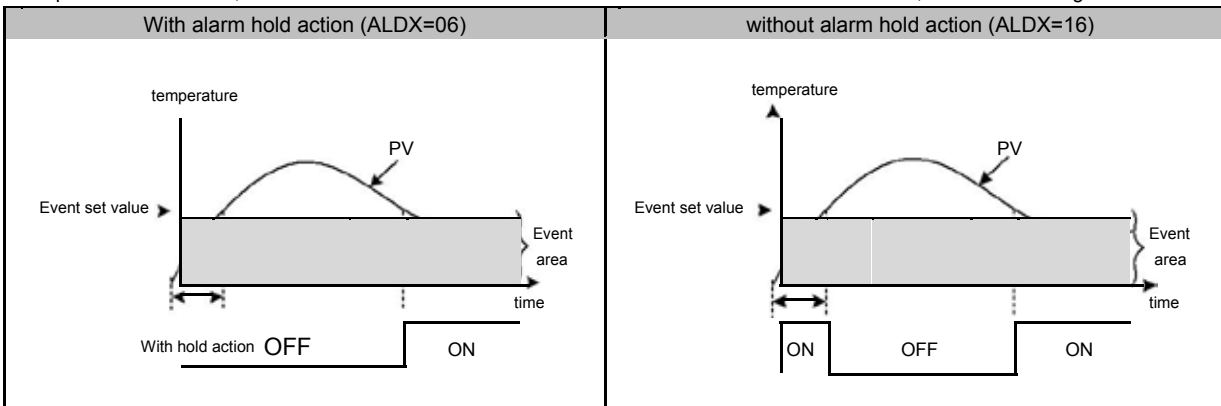 With alarm hold action (ALDX=06)
without alarm hold action (ALDX=16)
temperature
PV
Event set value
Event
area
time
With hold action OFF
ON
temperature
PV
Event set value
Event
area
time
ON
OFF
ON